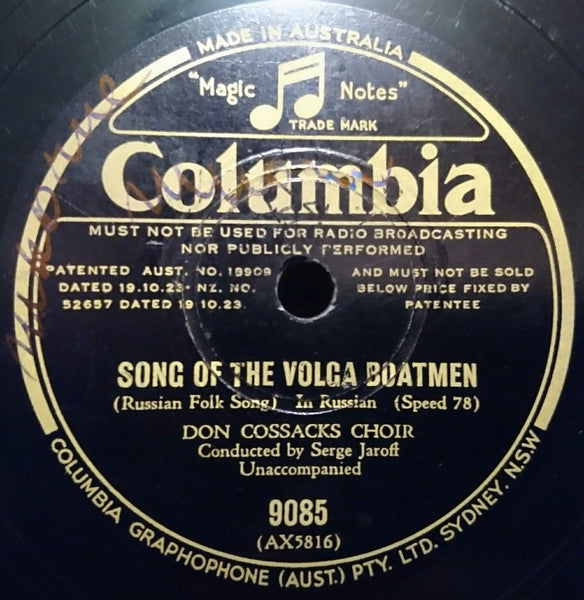 MADE IN AUSTRALIA
"Magic Notes"
TRADE MARK
Columbia
MUST NOT BE USED FOR RADIO BROADCASTING
NOR PUBLICLY PERFORMED
PATENTED AUST. NO. 18909
DATED 19.10.23· NZ. NO.
52657 DATED 19.10.23.
AND MUST NOT BE SOLD
BELOW PRICE FIXED BY
PATENTEE
SONG OF THE VOLGA BOATMEN
(Russian Folk Song) In Russian (Speed 78)
DON COSSACKS CHOIR
Conducted by Serge Jaroff
Unaccompanied
9085
(AX5816)
COLUMBIA GRAPHOPHONE (AUST.) PTY. LTD. SYDNEY. N.S.W